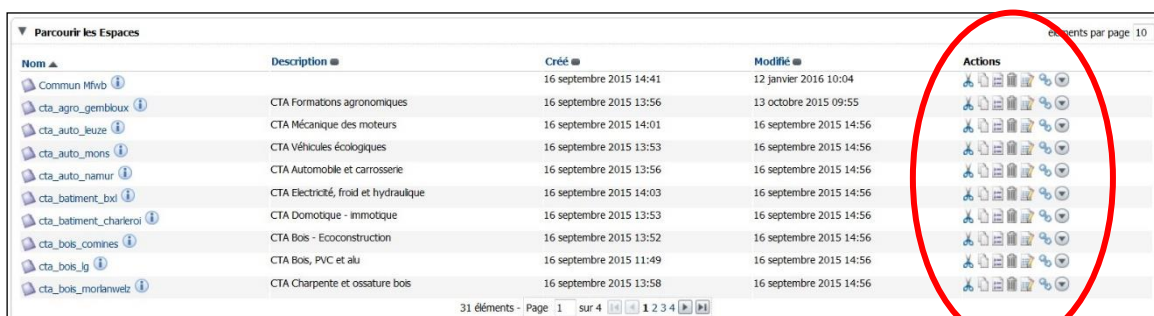 Parcourir les Espaces éléments par page 10
Nom Description Créé Modifié Actions
Commun Mfwb 16 septembre 2015 14:41 12 janvier 2016 10:04
cta_agro_gembloux CTA Formations agronomiques 16 septembre 2015 13:56 13 octobre 2015 09:55
cta_auto_leuze CTA Mécanique des moteurs 16 septembre 2015 14:01 16 septembre 2015 14:56
cta_auto_mons CTA Véhicules écologiques 16 septembre 2015 13:53 16 septembre 2015 14:56
cta_auto_namur CTA Automobile et carrosserie 16 septembre 2015 13:56 16 septembre 2015 14:56
cta_batiment_bxl CTA Electricité, froid et hydraulique 16 septembre 2015 14:03 16 septembre 2015 14:56
cta_batiment_charleroi CTA Domotique - immotique 16 septembre 2015 13:53 16 septembre 2015 14:56
cta_bois_comines CTA Bois - Ecoconstruction 16 septembre 2015 13:52 16 septembre 2015 14:56
cta_bois_lg CTA Bois, PVC et alu 16 septembre 2015 11:49 16 septembre 2015 14:56
cta_bois_morlanwelz CTA Charpente et ossature bois 16 septembre 2015 13:58 16 septembre 2015 14:56
31 éléments - Page 1 sur 4 1 2 3 4